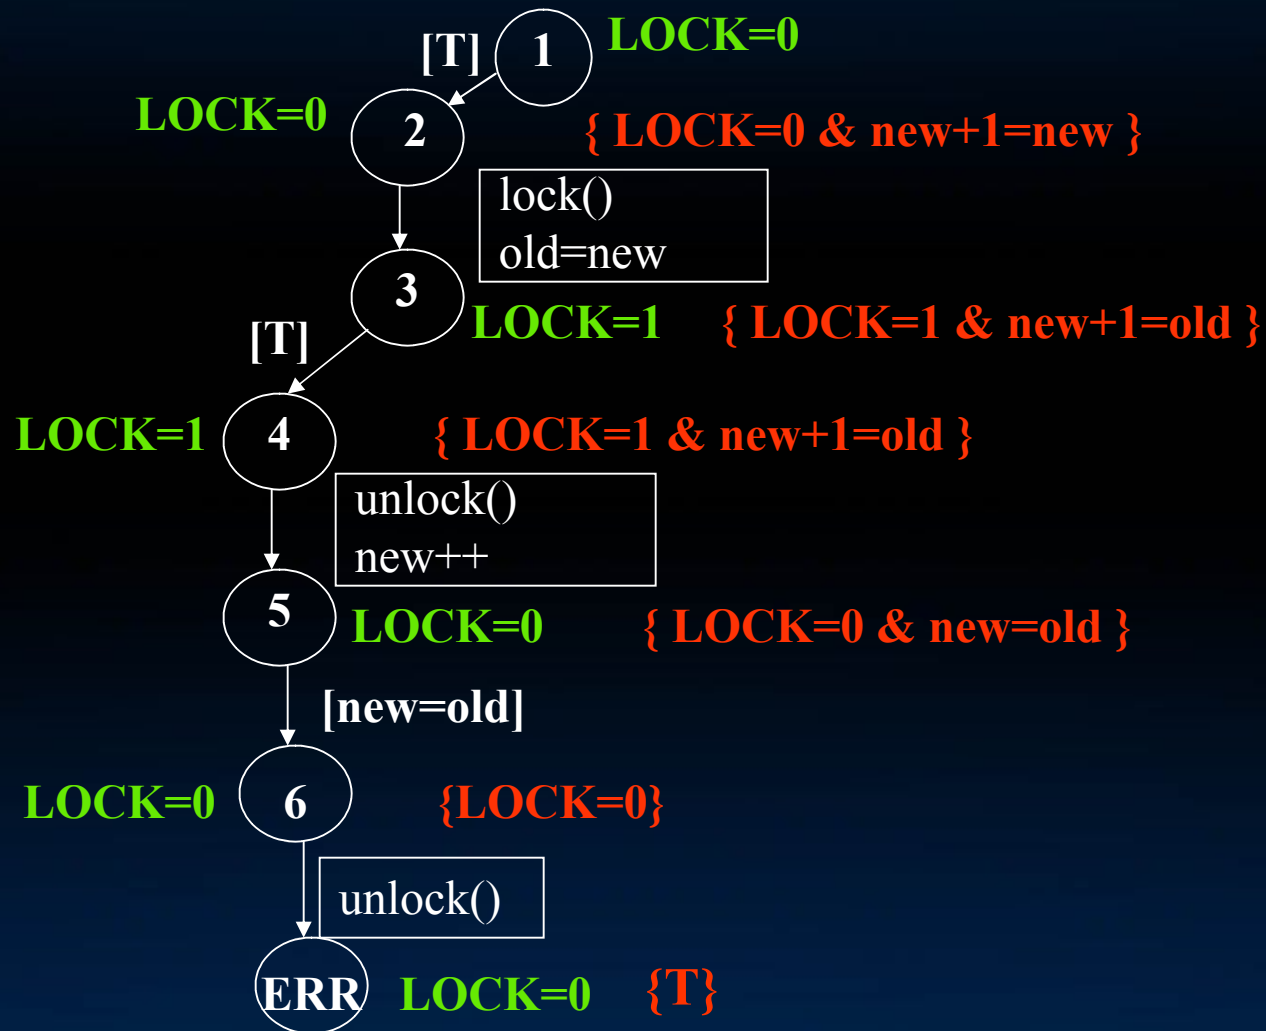 [T] 1 LOCK=0
LOCK=0 2 { LOCK=0 & new+1=new }
lock()
old=new
3 LOCK=1 { LOCK=1 & new+1=old }
[T]
LOCK=1 4 { LOCK=1 & new+1=old }
unlock()
new++
5 LOCK=0 { LOCK=0 & new=old }
[new=old]
LOCK=0 6 {LOCK=0}
unlock()
ERR LOCK=0 {T}